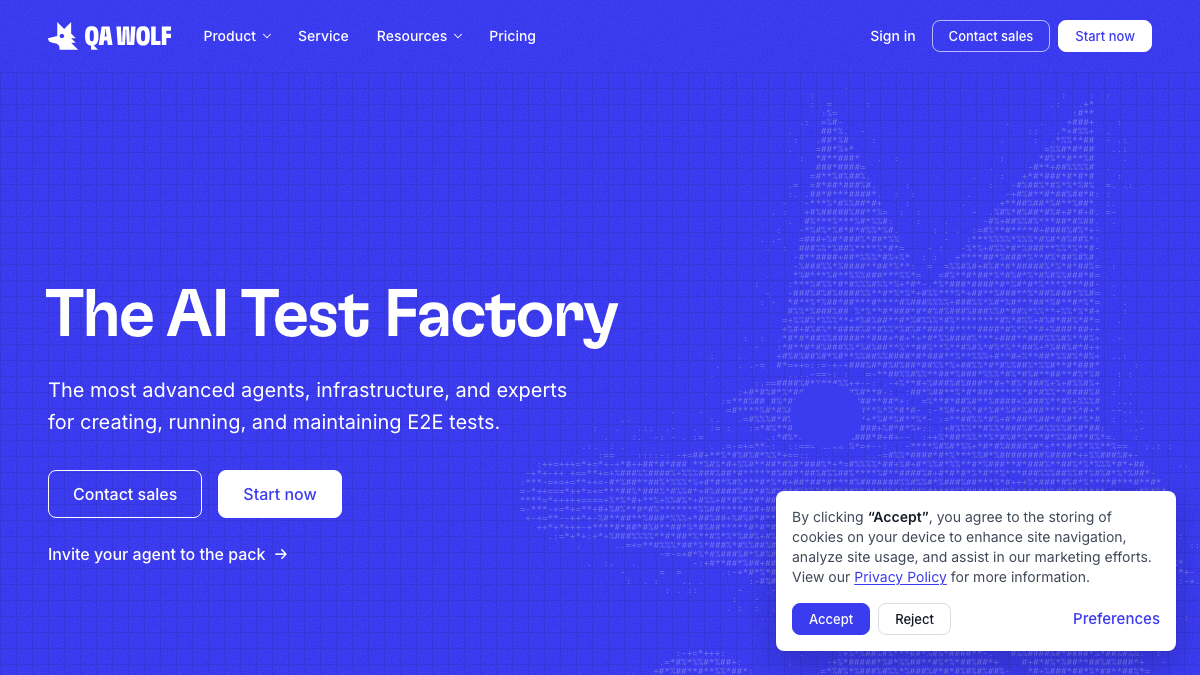 QA WOLF
Product
Service
Resources
Pricing
Sign in
Contact sales
Start now
The AI Test Factory
The most advanced agents, infrastructure, and experts
for creating, running, and maintaining E2E tests.
Contact sales
Start now
Invite your agent to the pack →
By clicking “Accept”, you agree to the storing of
cookies on your device to enhance site navigation,
analyze site usage, and assist in our marketing efforts.
View our Privacy Policy for more information.
Accept
Reject
Preferences